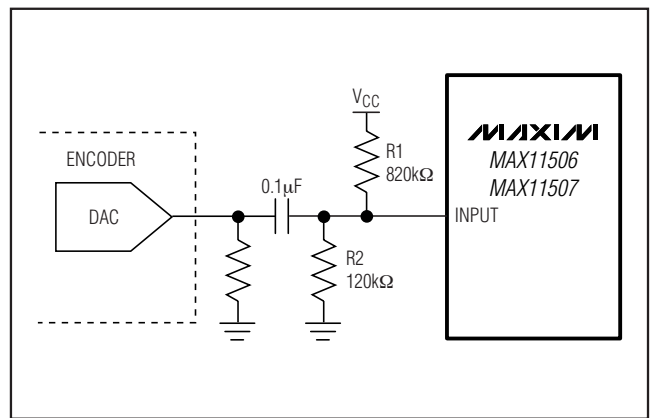 VCC
R1
820kΩ
MAXIM
MAX11506
MAX11507
INPUT
ENCODER
DAC
0.1μF
R2
120kΩ